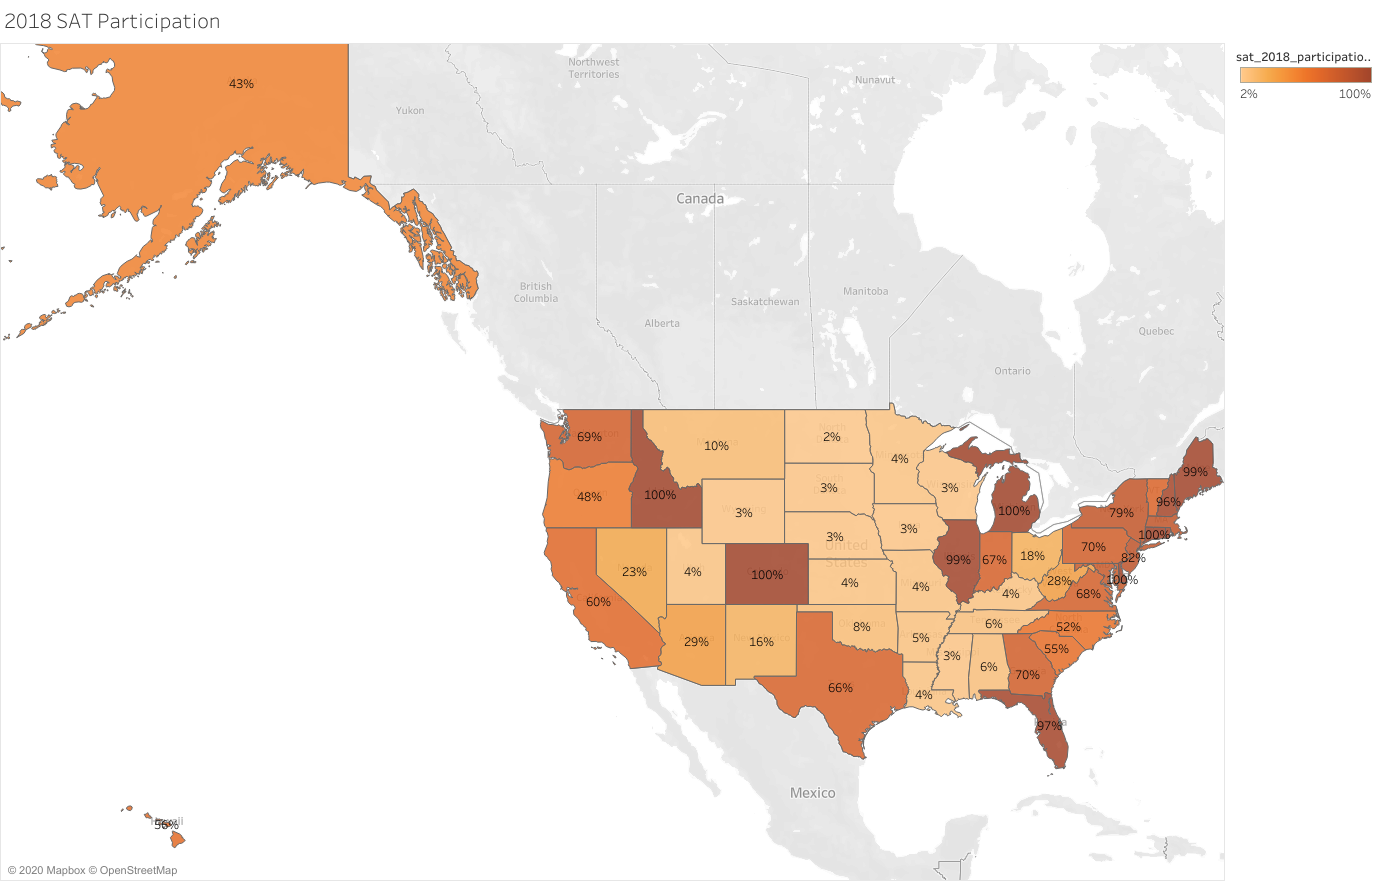 2018 SAT Participation
sat_2018_participatio..
2%
100%
Northwest
Territories
Nunavut
43%
Yukon
Canada
British
Columbia
Manitoba
Saskatchewan
Alberta
Quebec
Ontario
69%
10%
2%
4%
99%
48%
100%
3%
3%
96%
3%
100%
79%
3%
3%
100%
United
States
70%
82%
99%
67%
18%
23%
4%
100%
4%
4%
28%
100%
4%
68%
60%
29%
16%
8%
5%
6%
52%
3%
6%
55%
66%
4%
70%
97%
Mexico
56%
© 2020 Mapbox © OpenStreetMap